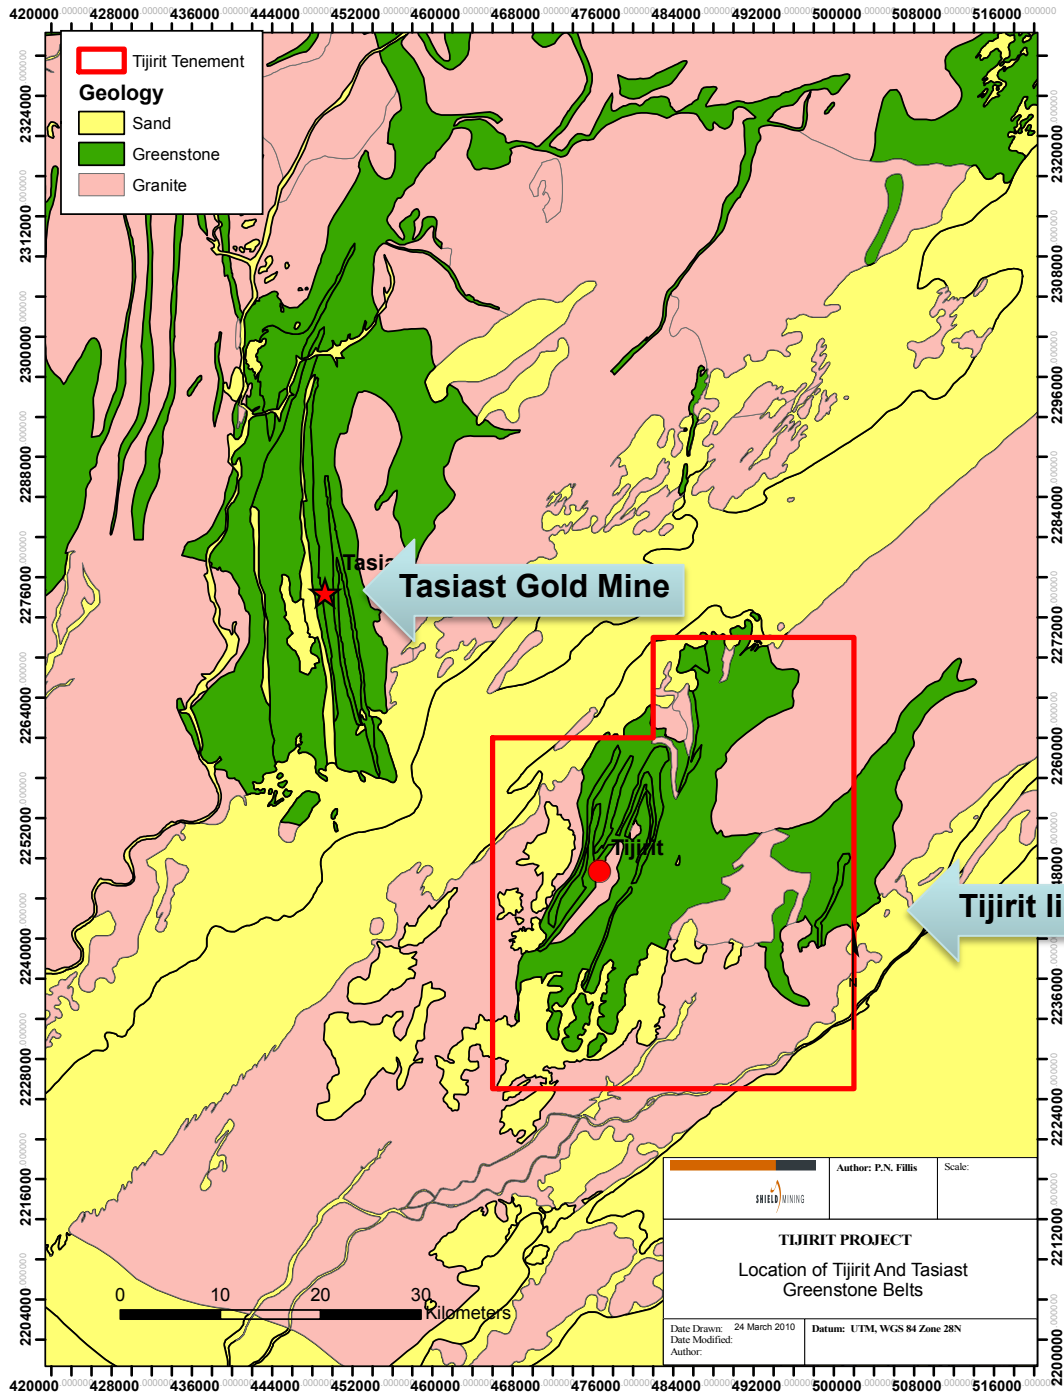 420000 428000 436000 444000 452000 460000 468000 476000 484000 492000 500000 508000 516000
Tijirit Tenement
Geology
Sand
Greenstone
Granite
2324000
2312000
2300000
2288000
2276000
2264000
2252000
2240000
2228000
2216000
2204000
2320000
2308000
2296000
2284000
2272000
2260000
2236000
2224000
2212000
Tasiast Gold Mine
Tijirit
Tijirit li
0 10 20 30
Kilometers
SHIELD MINING
Author: P.N. Fillis
Scale:
TIJIRIT PROJECT
Location of Tijirit And Tasiast
Greenstone Belts
Date Drawn: 24 March 2010
Date Modified:
Author:
Datum: UTM, WGS 84 Zone 28N
420000 428000 436000 444000 452000 460000 468000 476000 484000 492000 500000 508000 516000